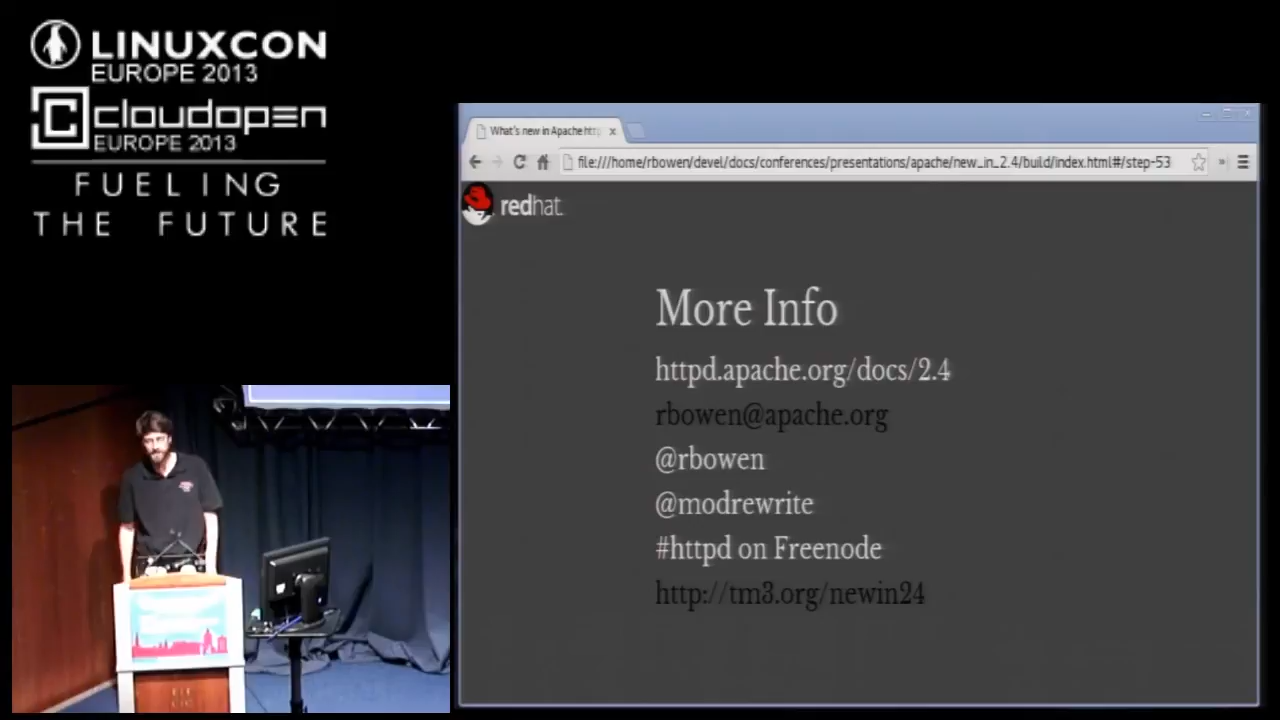 LINUXCON
EUROPE 2013
cloudopen
EUROPE 2013
FUELING
THE FUTURE
What's new in Apache http
file:///home/rbowen/devel/docs/conferences/presentations/apache/new_in_2.4/build/index.html#/step-53
redhat.
More Info
httpd.apache.org/docs/2.4
rbowen@apache.org
@rbowen
@modrewrite
#httpd on Freenode
http://tm3.org/newin24